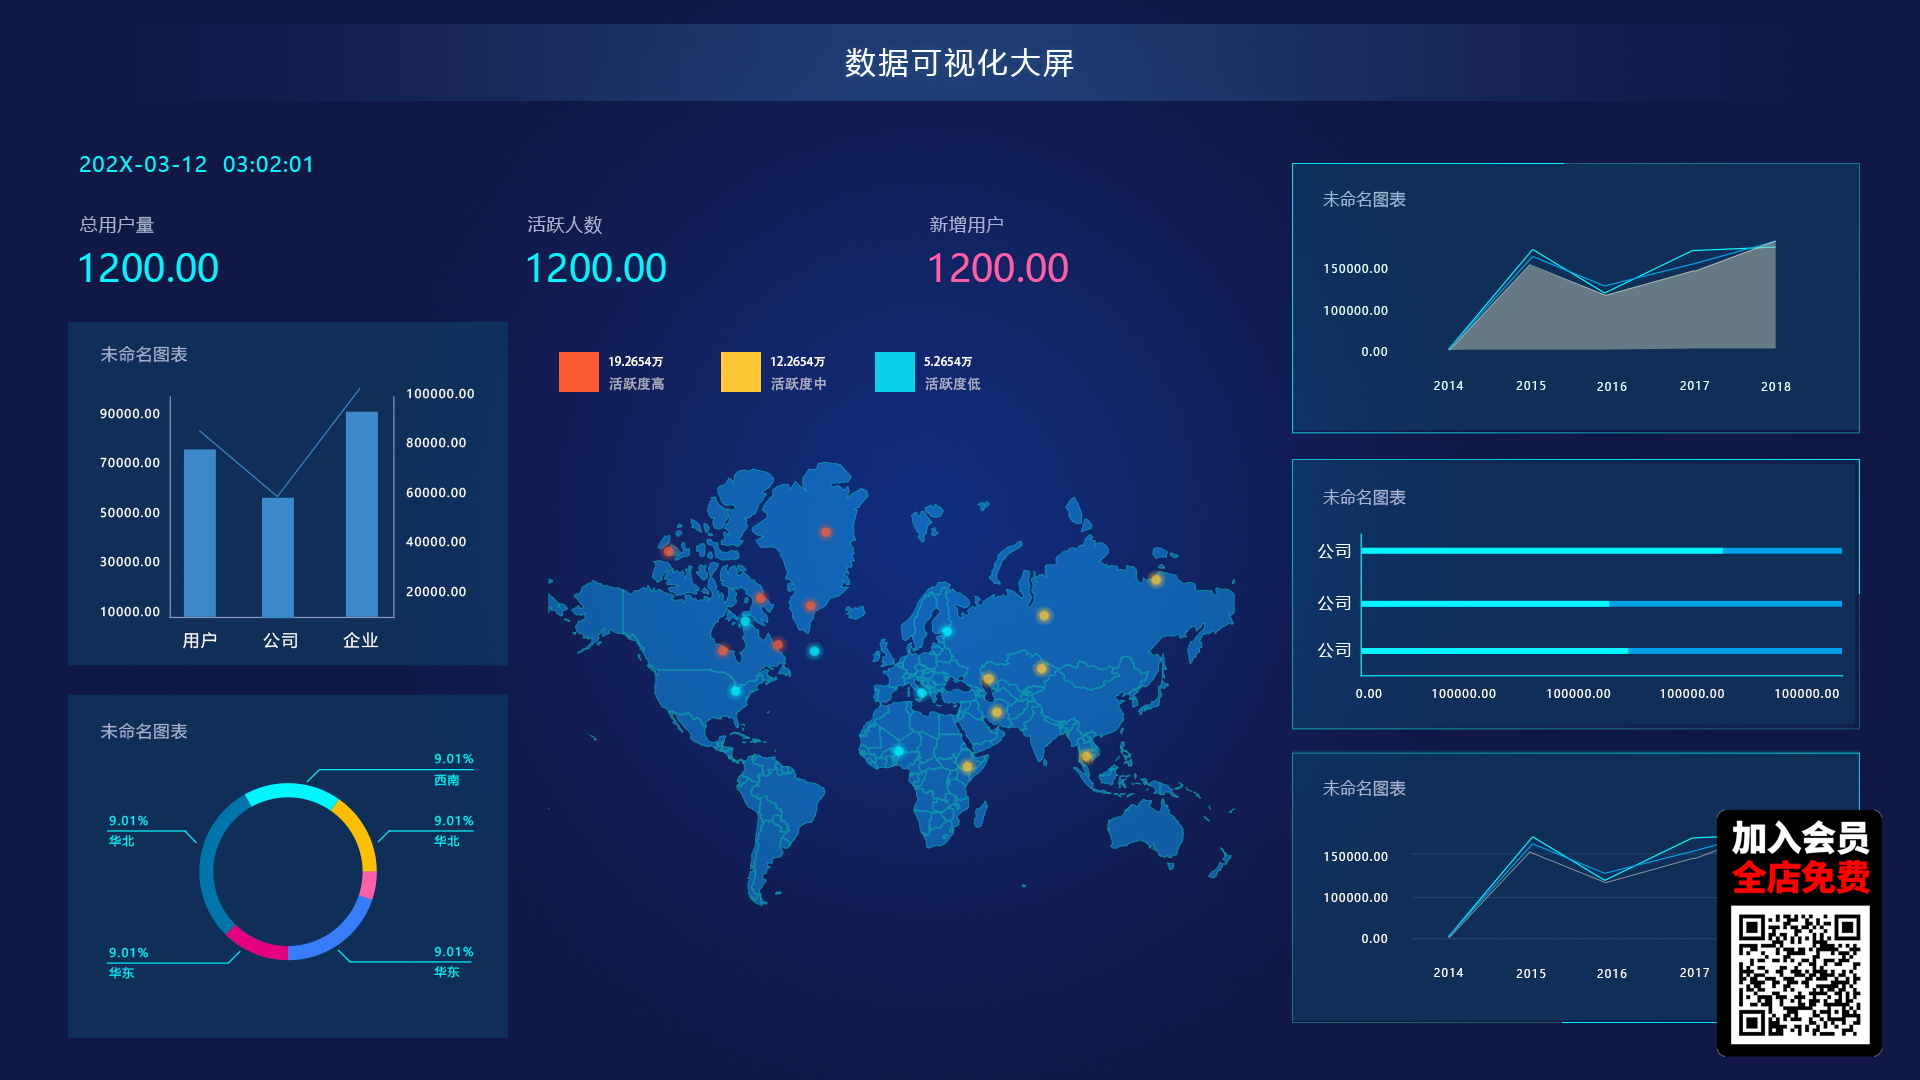 数据可视化大屏
202X-03-12 03:02:01
总用户量
1200.00
活跃人数
1200.00
新增用户
1200.00
未命名图表
90000.00
70000.00
50000.00
30000.00
10000.00
100000.00
80000.00
60000.00
40000.00
20000.00
用户
公司
企业
未命名图表
9.01%
西南
9.01%
华北
9.01%
华北
9.01%
华东
9.01%
华东
19.2654万
活跃度高
12.2654万
活跃度中
5.2654万
活跃度低
未命名图表
150000.00
100000.00
0.00
2014
2015
2016
2017
2018
未命名图表
公司
公司
公司
0.00
100000.00
100000.00
100000.00
100000.00
未命名图表
150000.00
100000.00
0.00
2014
2015
2016
2017
加入会员
全店免费